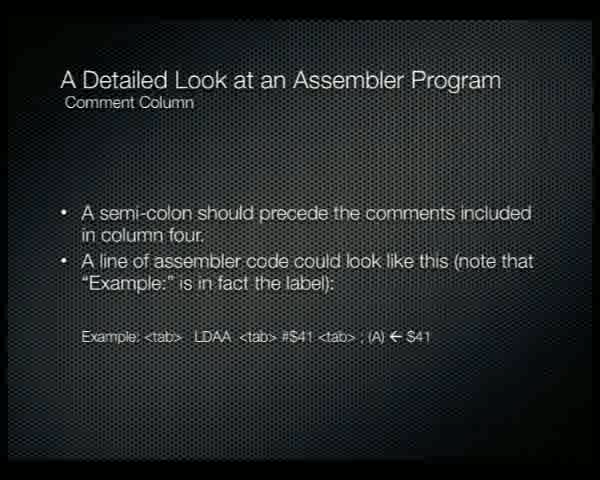 A Detailed Look at an Assembler Program
Comment Column
• A semi-colon should precede the comments included
in column four.
• A line of assembler code could look like this (note that
“Example:” is in fact the label):
Example: <tab> LDAA <tab> #$41 <tab> ; (A) ← $41